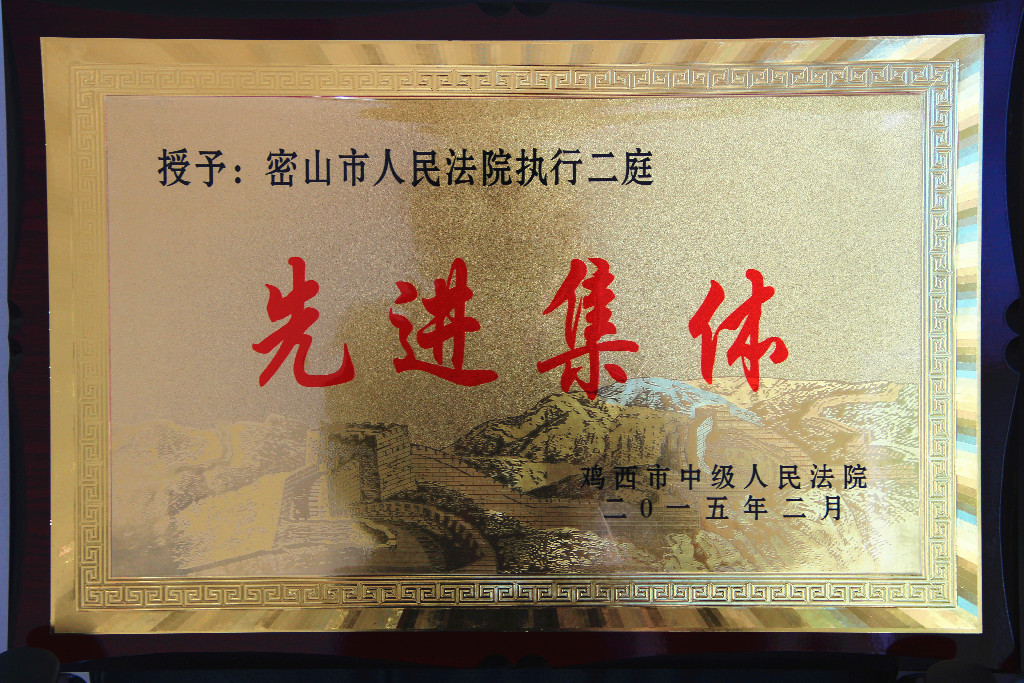 授予：密山市人民法院执行二庭
先进集体
鸡西市中级人民法院
二0一五年二月